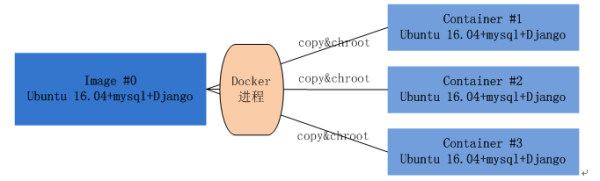 Image #0
Ubuntu 16.04+mysql+Django
Docker
进程
copy&chroot
copy&chroot
copy&chroot
Container #1
Ubuntu 16.04+mysql+Django
Container #2
Ubuntu 16.04+mysql+Django
Container #3
Ubuntu 16.04+mysql+Django